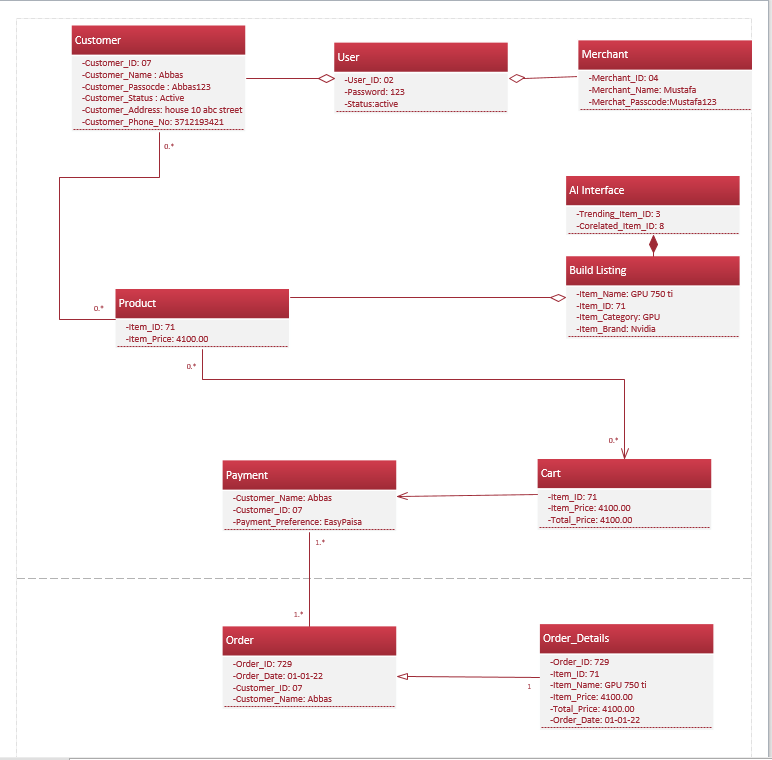 Customer
-Customer_ID: 07
-Customer_Name : Abbas
-Customer_Passocde : Abbas123
-Customer_Status : Active
-Customer_Address: house 10 abc street
-Customer_Phone_No: 3712193421
User
-User_ID: 02
-Password: 123
-Status:active
Merchant
-Merchant_ID: 04
-Merchant_Name: Mustafa
-Merchat_Passcode:Mustafa123
0.*
AI Interface
-Trending_Item_ID: 3
-Corelated_Item_ID: 8
Build Listing
-Item_Name: GPU 750 ti
-Item_ID: 71
-Item_Category: GPU
-Item_Brand: Nvidia
0.*
Product
-Item_ID: 71
-Item_Price: 4100.00
0.*
0.*
Payment
-Customer_Name: Abbas
-Customer_ID: 07
-Payment_Preference: EasyPaisa
Cart
-Item_ID: 71
-Item_Price: 4100.00
-Total_Price: 4100.00
1.*
1.*
Order
-Order_ID: 729
-Order_Date: 01-01-22
-Customer_ID: 07
-Customer_Name: Abbas
1
Order_Details
-Order_ID: 729
-Item_ID: 71
-Item_Name: GPU 750 ti
-Item_Price: 4100.00
-Total_Price: 4100.00
-Order_Date: 01-01-22